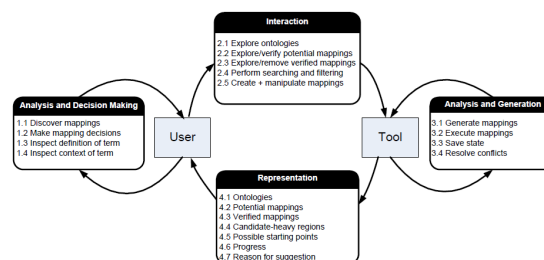 Interaction
2.1 Explore ontologies
2.2 Explore/verify potential mappings
2.3 Explore/remove verified mappings
2.4 Perform searching and filtering
2.5 Create + manipulate mappings
Analysis and Decision Making
1.1 Discover mappings
1.2 Make mapping decisions
1.3 Inspect definition of term
1.4 Inspect context of term
User
Tool
Analysis and Generation
3.1 Generate mappings
3.2 Execute mappings
3.3 Save state
3.4 Resolve conflicts
Representation
4.1 Ontologies
4.2 Potential mappings
4.3 Verified mappings
4.4 Candidate-heavy regions
4.5 Possible starting points
4.6 Progress
4.7 Reason for suggestion